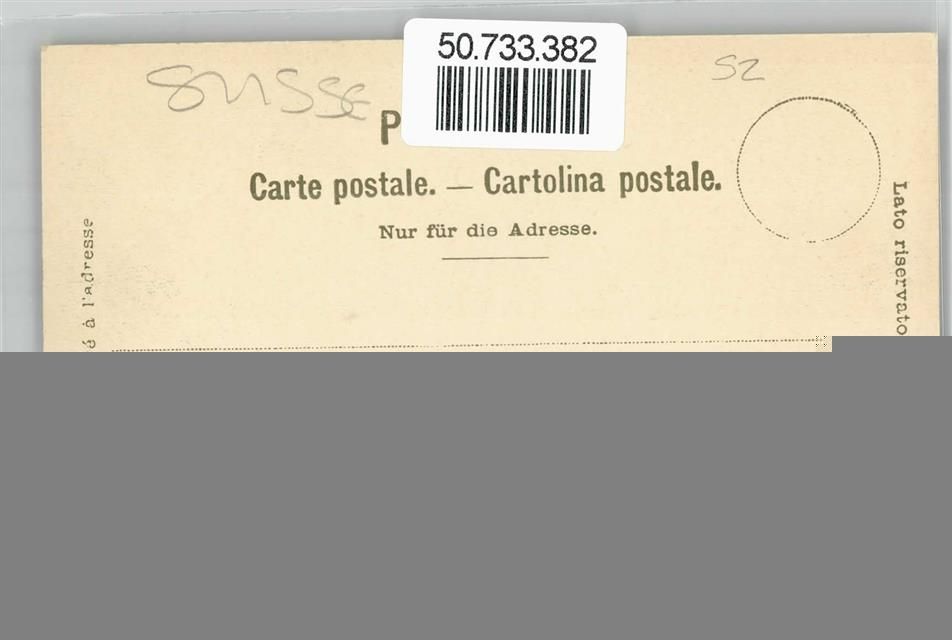 50.733.382
SUISSE
SZ
P
Carte postale. — Cartolina postale.
Nur für die Adresse.
é à l'adresse
Lato riservato